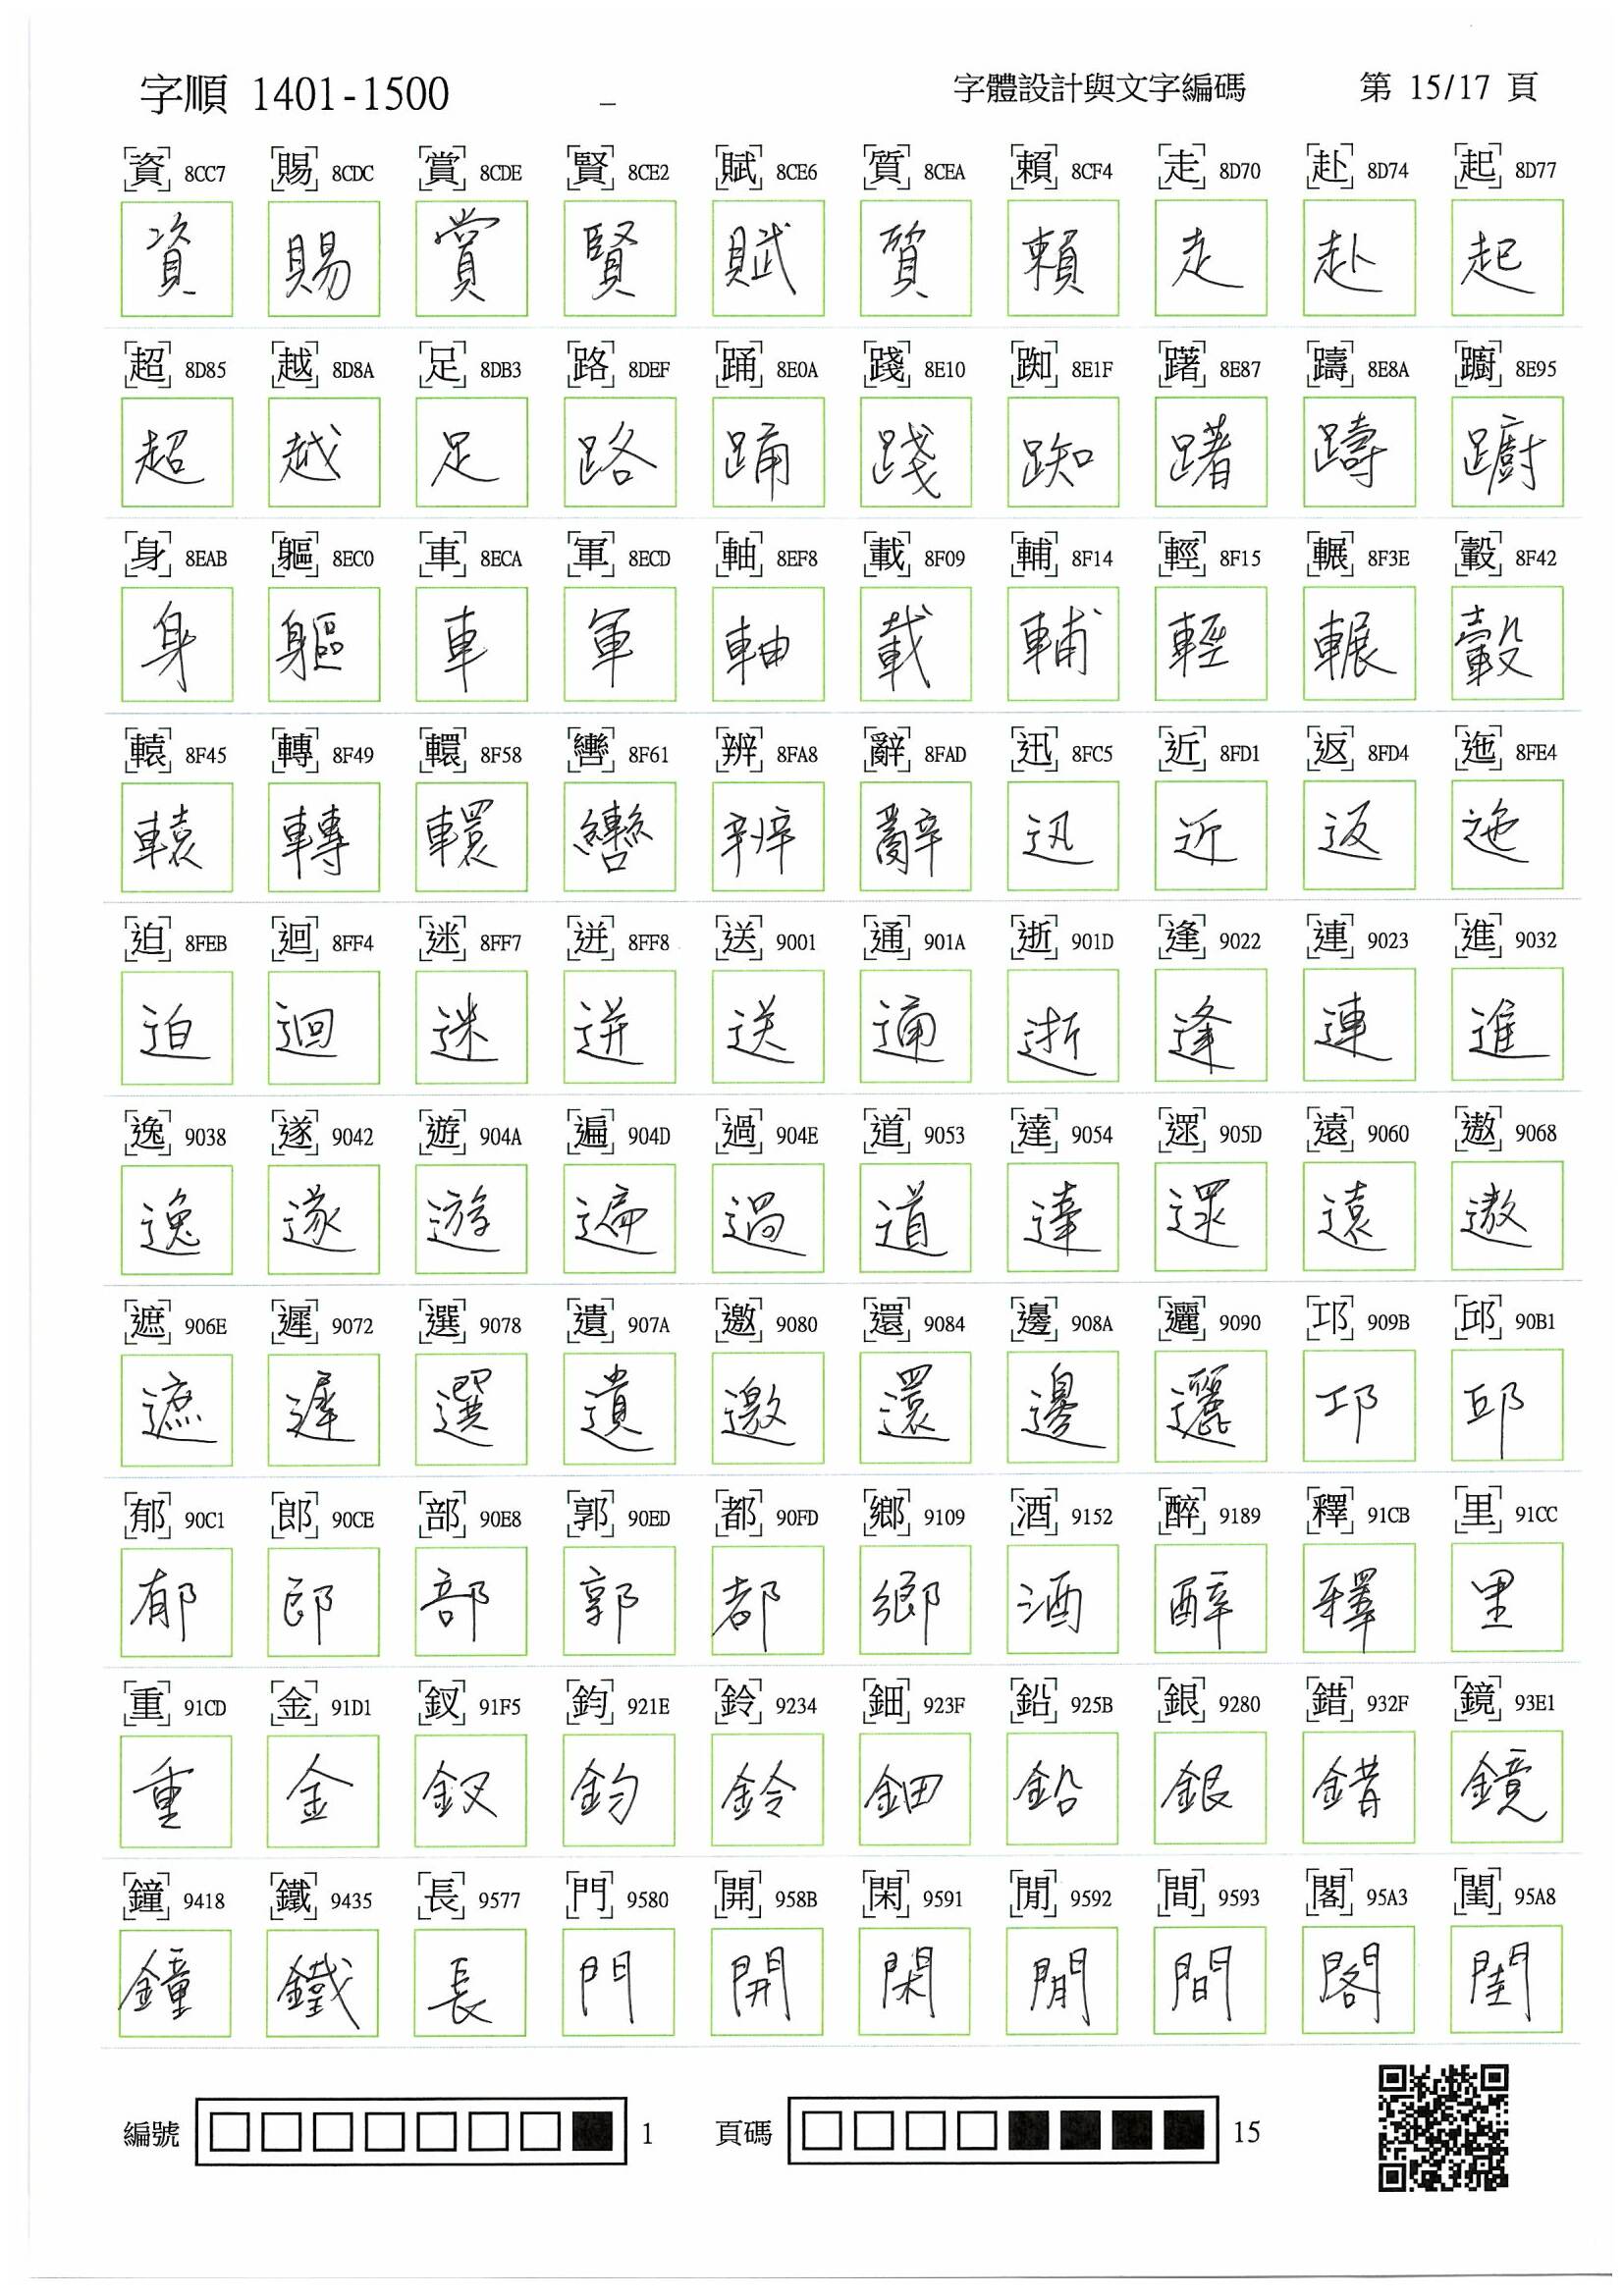 字順 1401-1500 _ 字體設計與文字編碼 第 15/17 頁
資 8CC7 賜 8CDC 賞 8CDE 賢 8CE2 賦 8CE6 質 8CEA 賴 8CF4 走 8D70 赴 8D74 起 8D77
資 賜 賞 賢 賦 質 賴 走 赴 起
超 8D85 越 8D8A 足 8DB3 路 8DEF 踊 8E0A 踐 8E10 踟 8E1F 躇 8E87 躊 8E8A 躕 8E95
超 越 足 路 踊 踐 踟 躇 躊 躕
身 8EAB 軀 8EC0 車 8ECA 軍 8ECD 軸 8EF8 載 8F09 輔 8F14 輕 8F15 輾 8F3E 轂 8F42
身 軀 車 軍 軸 載 輔 輕 輾 轂
轅 8F45 轉 8F49 轘 8F58 轡 8F61 辨 8FA8 辭 8FAD 迅 8FC5 近 8FD1 返 8FD4 迤 8FE4
轅 轉 轘 轡 辨 辭 迅 近 返 迤
迫 8FEB 迴 8FF4 迷 8FF7 迸 8FF8 送 9001 通 901A 逝 901D 逢 9022 連 9023 進 9032
迫 迴 迷 迸 送 通 逝 逢 連 進
逸 9038 遂 9042 遊 904A 遍 904D 過 904E 道 9053 達 9054 遝 905D 遠 9060 遨 9068
逸 遂 遊 遍 過 道 達 遝 遠 遨
遮 906E 遲 9072 選 9078 遺 907A 邀 9080 還 9084 邊 908A 邐 9090 邛 909B 邱 90B1
遮 遲 選 遺 邀 還 邊 邐 邛 邱
郁 90C1 郎 90CE 部 90E8 郭 90ED 都 90FD 鄉 9109 酒 9152 醉 9189 釋 91CB 里 91CC
郁 郎 部 郭 都 鄉 酒 醉 釋 里
重 91CD 金 91D1 釵 91F5 鈞 921E 鈴 9234 鈿 923F 鉛 925B 銀 9280 錯 932F 鏡 93E1
重 金 釵 鈞 鈴 鈿 鉛 銀 錯 鏡
鐘 9418 鐵 9435 長 9577 門 9580 開 958B 閑 9591 閒 9592 間 9593 閣 95A3 閨 95A8
鐘 鐵 長 門 開 閑 閒 間 閣 閨
編號 1 頁碼 15